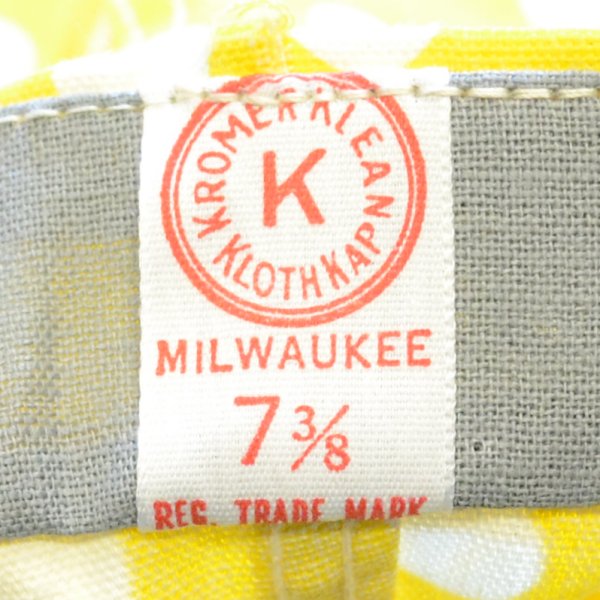 KROMER KLEAN
KLOTH KAP
K
MILWAUKEE
7 3/8
REG. TRADE MARK